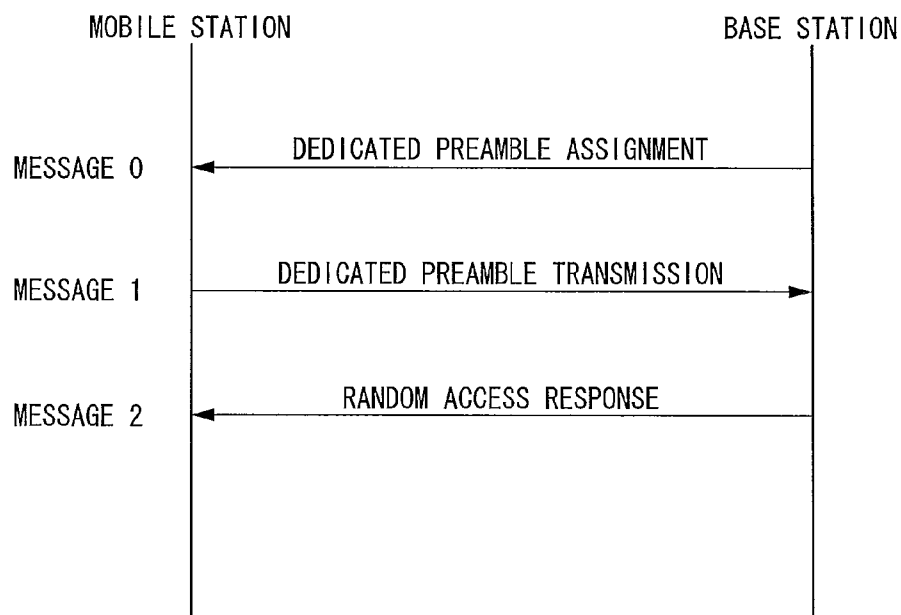 MOBILE STATION
BASE STATION
DEDICATED PREAMBLE ASSIGNMENT
MESSAGE 0
DEDICATED PREAMBLE TRANSMISSION
MESSAGE 1
RANDOM ACCESS RESPONSE
MESSAGE 2